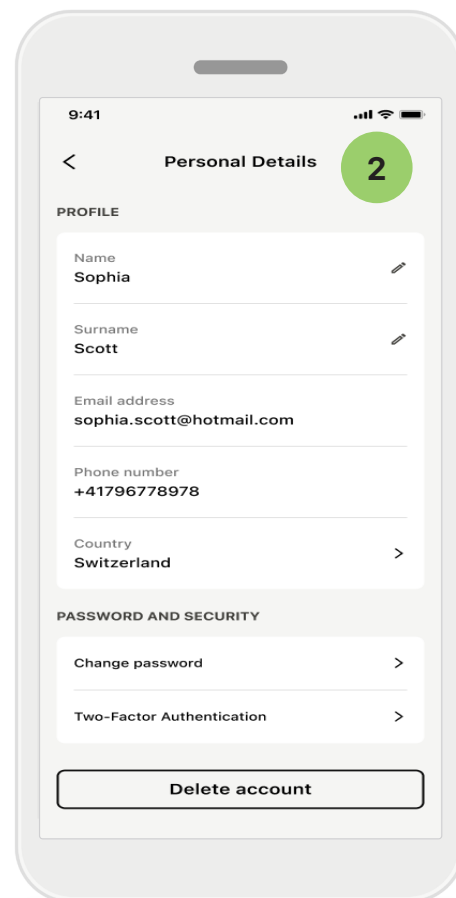 9:41
Personal Details
2
PROFILE
Name
Sophia
Surname
Scott
Email address
sophia.scott@hotmail.com
Phone number
+41796778978
Country
Switzerland
PASSWORD AND SECURITY
Change password
Two-Factor Authentication
Delete account